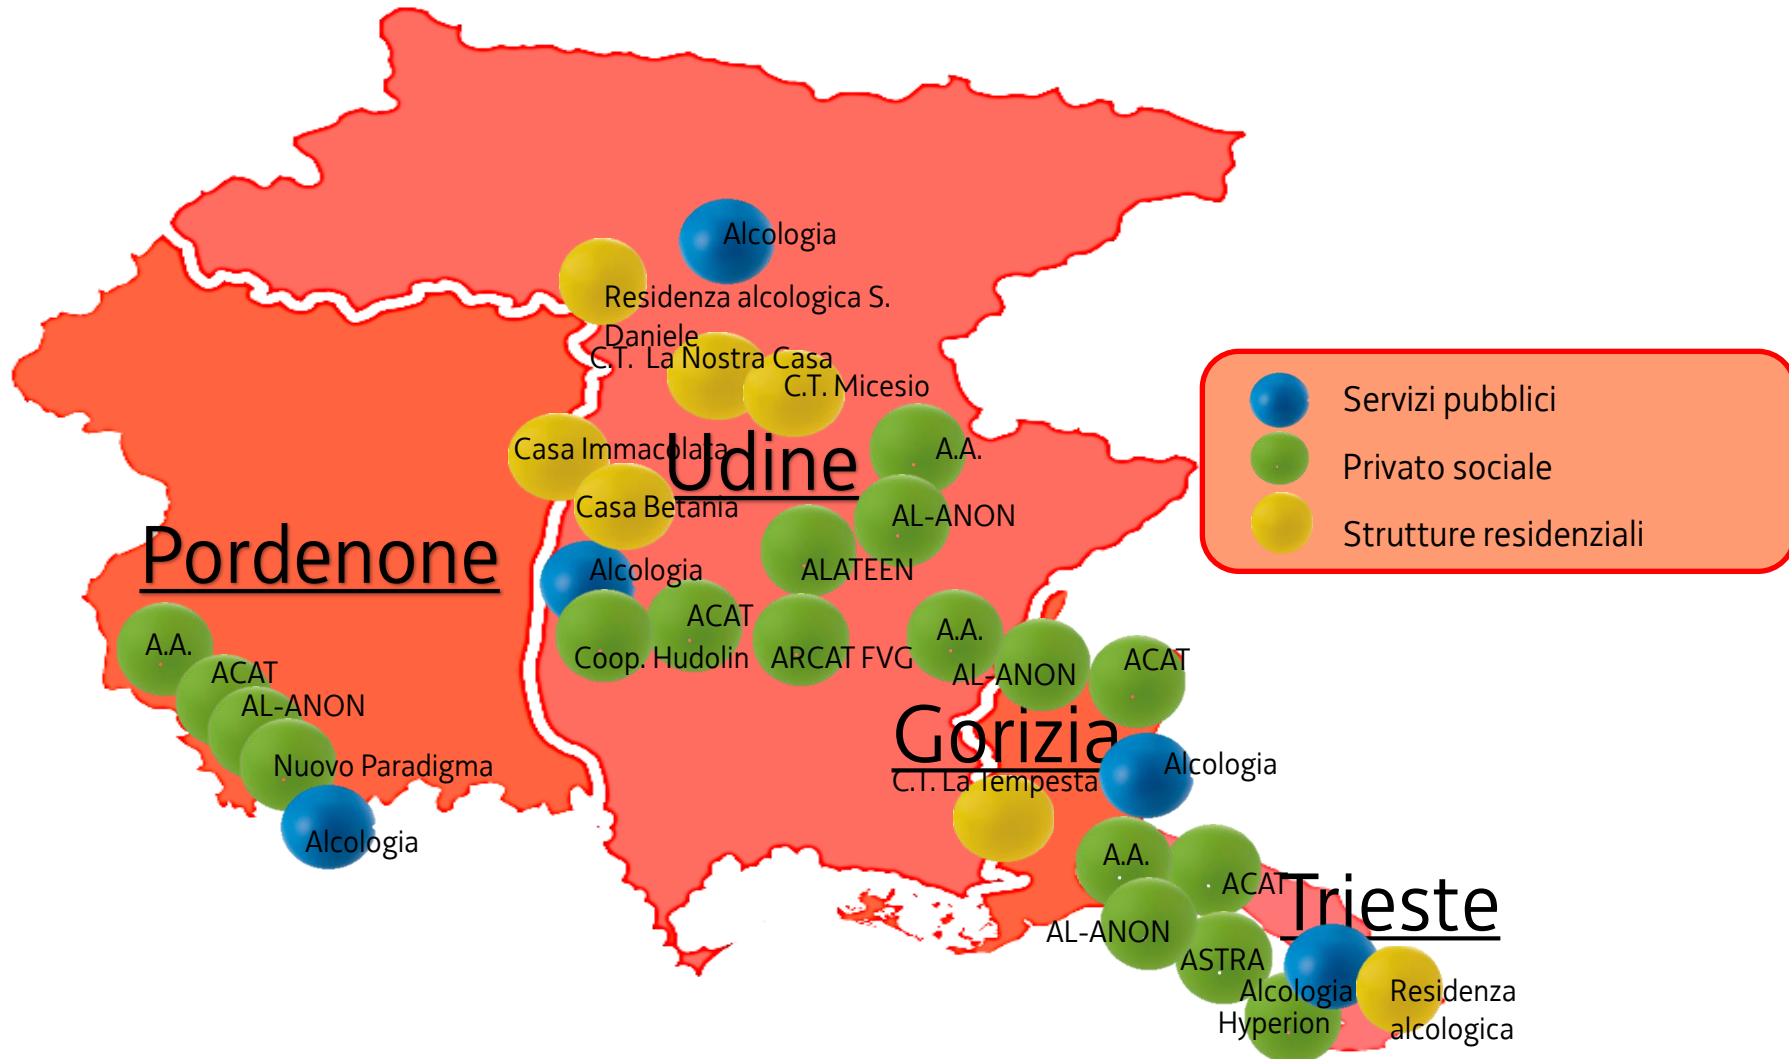 Alcologia
Residenza alcologica S.
Daniele
C.T. La Nostra Casa
C.T. Micesio
Casa Immacolata
Udine
A.A.
Casa Betania
AL-ANON
Pordenone
Alcologia
ALATEEN
ACAT
Coop. Hudolin
ARCAT FVG
A.A.
AL-ANON
ACAT
A.A.
ACAT
AL-ANON
Nuovo Paradigma
Alcologia
Gorizia
C.T. La Tempesta
Alcologia
A.A.
ACAT
Trieste
AL-ANON
ASTRA
Alcologia
Hyperion
Residenza
alcologica
Servizi pubblici
Privato sociale
Strutture residenziali